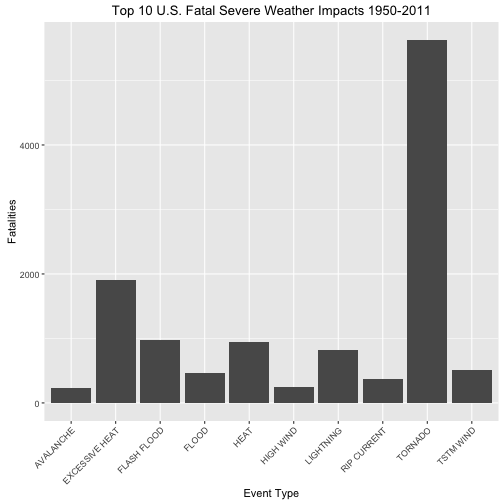 Top 10 U.S. Fatal Severe Weather Impacts 1950-2011
Fatalities
4000
2000
0
AVALANCHE
EXCESSIVE HEAT
FLASH FLOOD
FLOOD
HEAT
HIGH WIND
LIGHTNING
RIP CURRENT
TORNADO
TSTM WIND
Event Type